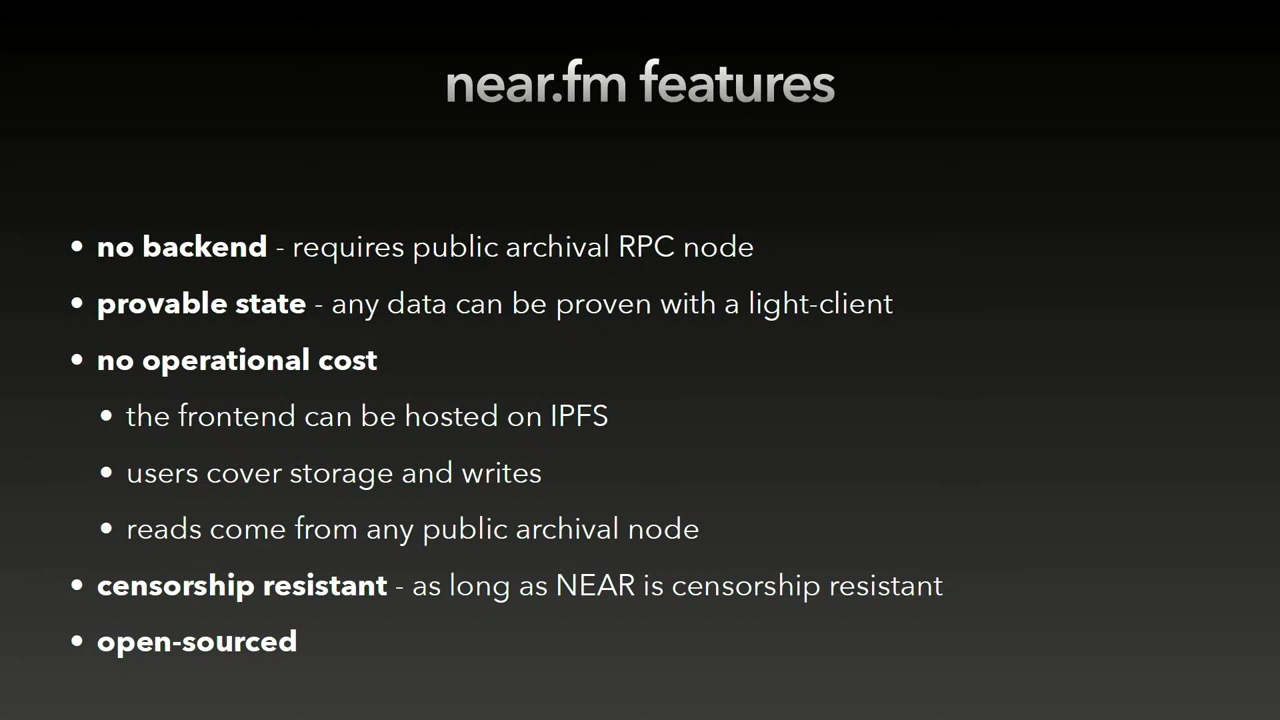 near.fm features
• no backend - requires public archival RPC node
• provable state - any data can be proven with a light-client
• no operational cost
• the frontend can be hosted on IPFS
• users cover storage and writes
• reads come from any public archival node
• censorship resistant - as long as NEAR is censorship resistant
• open-sourced